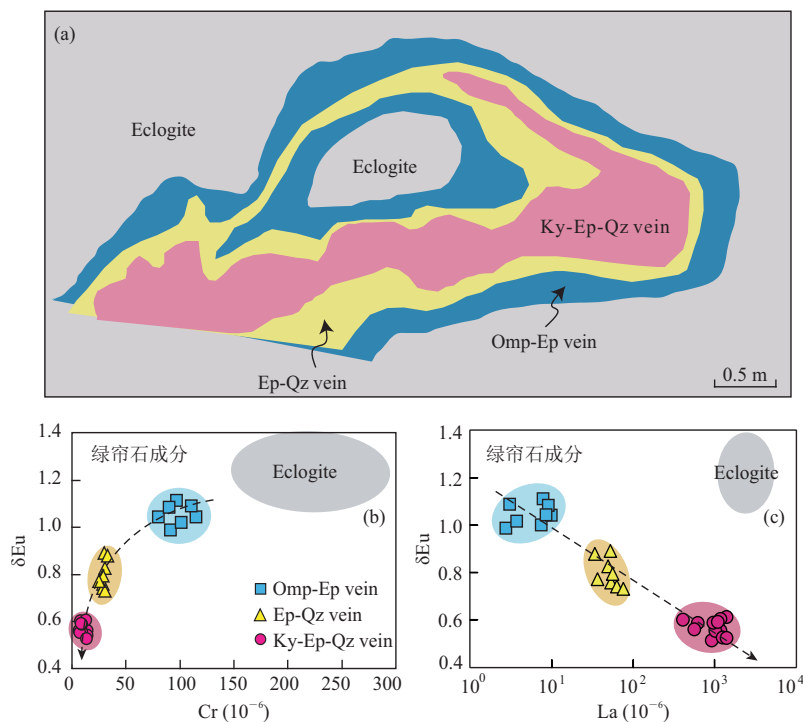 (a)
Eclogite
Eclogite
Ky-Ep-Qz vein
Omp-Ep vein
Ep-Qz vein
0.5 m
1.4
1.2
1.0
0.8
0.6
0.4
δEu
绿帘石成分
Eclogite
(b)
Omp-Ep vein
Ep-Qz vein
Ky-Ep-Qz vein
0
50
100
150
200
250
300
Cr (10⁻⁶)
1.4
1.2
1.0
0.8
0.6
0.4
δEu
绿帘石成分
Eclogite
(c)
10⁰
10¹
10²
10³
10⁴
La (10⁻⁶)